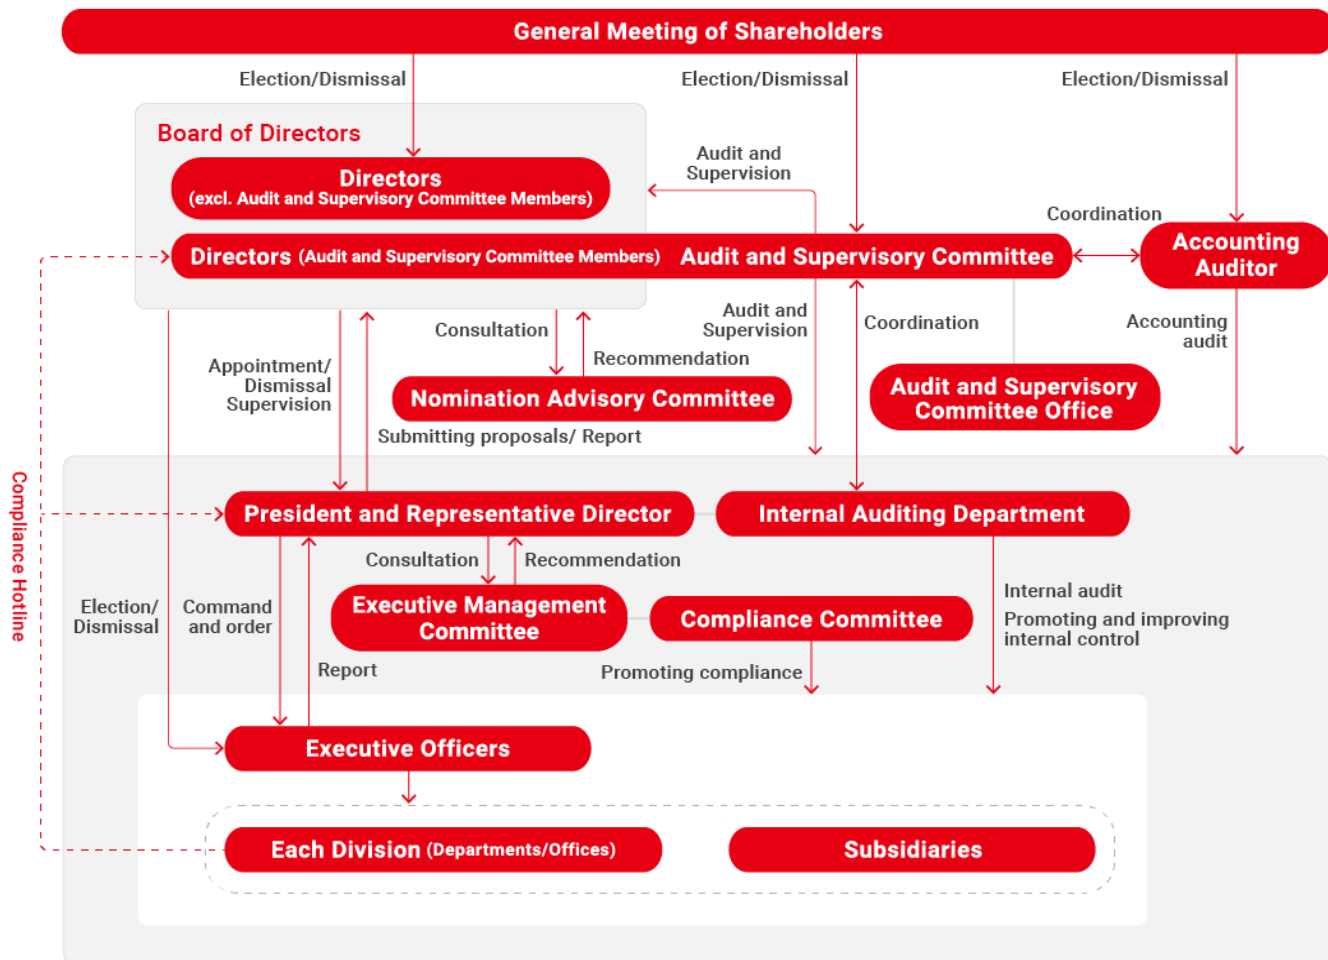 General Meeting of Shareholders
Election/Dismissal
Election/Dismissal
Election/Dismissal
Board of Directors
Directors
(excl. Audit and Supervisory Committee Members)
Audit and
Supervision
Coordination
Directors (Audit and Supervisory Committee Members)
Audit and Supervisory Committee
Accounting
Auditor
Consultation
Recommendation
Audit and
Supervision
Coordination
Accounting
audit
Appointment/
Dismissal
Supervision
Nomination Advisory Committee
Audit and Supervisory
Committee Office
Submitting proposals/ Report
Compliance Hotline
President and Representative Director
Internal Auditing Department
Consultation
Recommendation
Election/
Dismissal
Command
and order
Executive Management
Committee
Compliance Committee
Internal audit
Promoting and improving
internal control
Report
Promoting compliance
Executive Officers
Each Division (Departments/Offices)
Subsidiaries